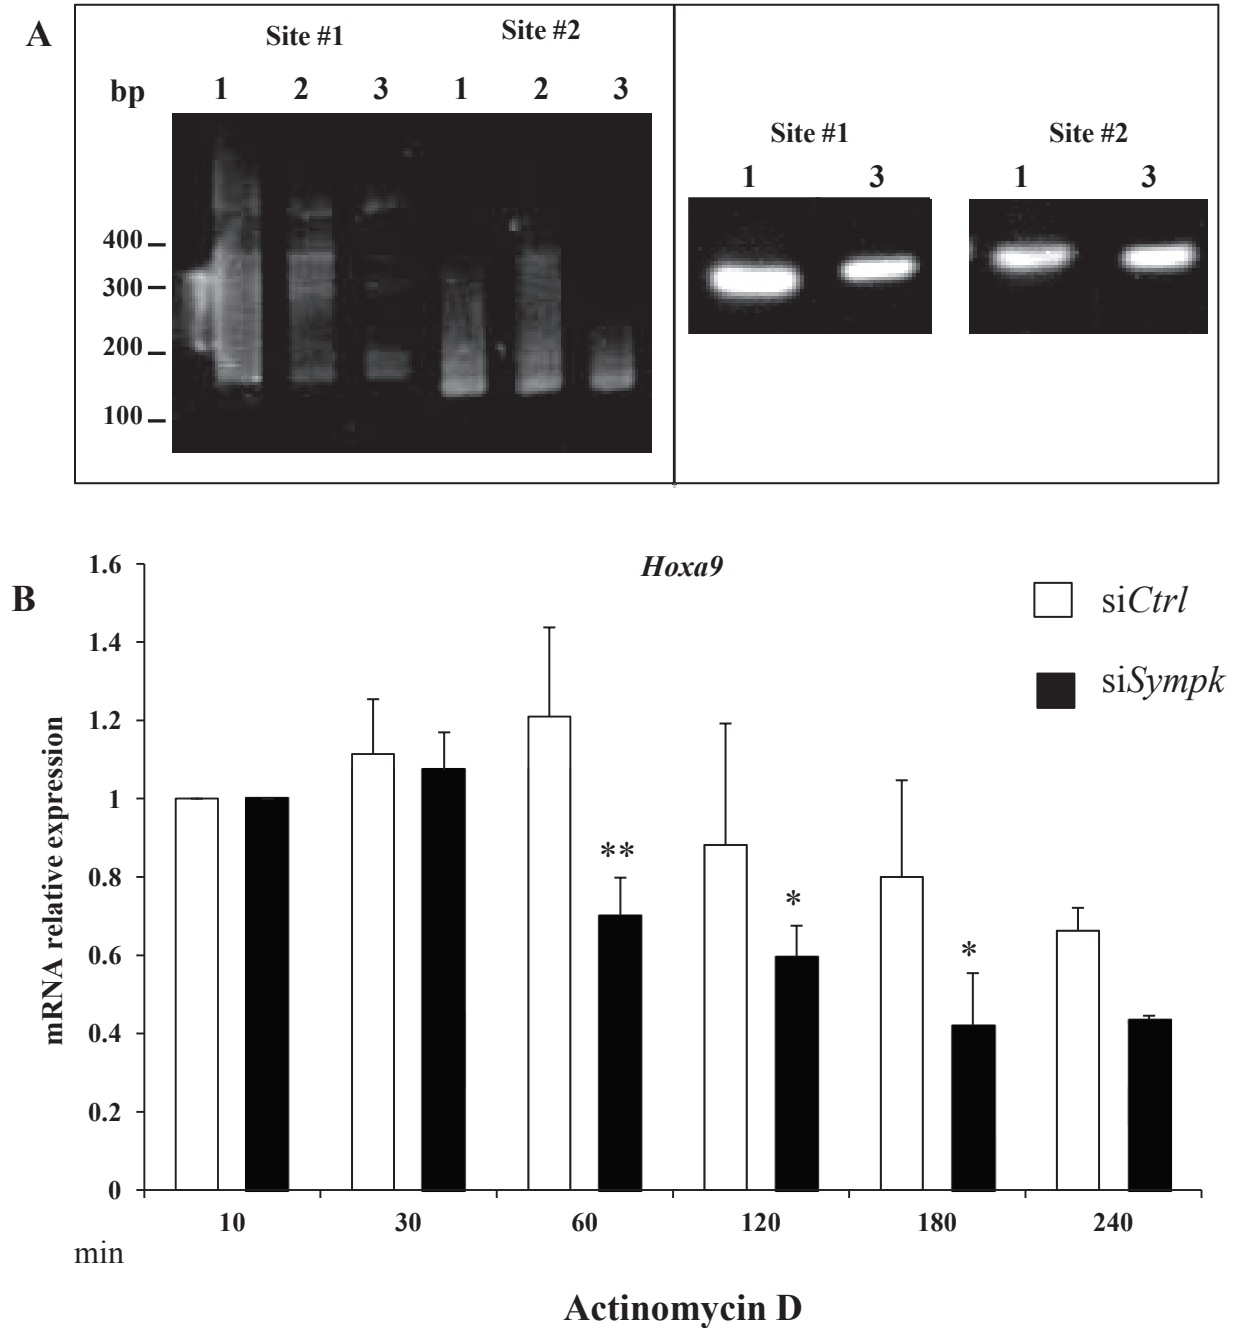 A
Site #1 Site #2
bp 1 2 3 1 2 3
400
300
200
100
Site #1 Site #2
1 3 1 3
B
Hoxa9
siCtrl
siSympk
mRNA relative expression
1.6
1.4
1.2
1
0.8
0.6
0.4
0.2
0
**
*
*
10 30 60 120 180 240
min
Actinomycin D